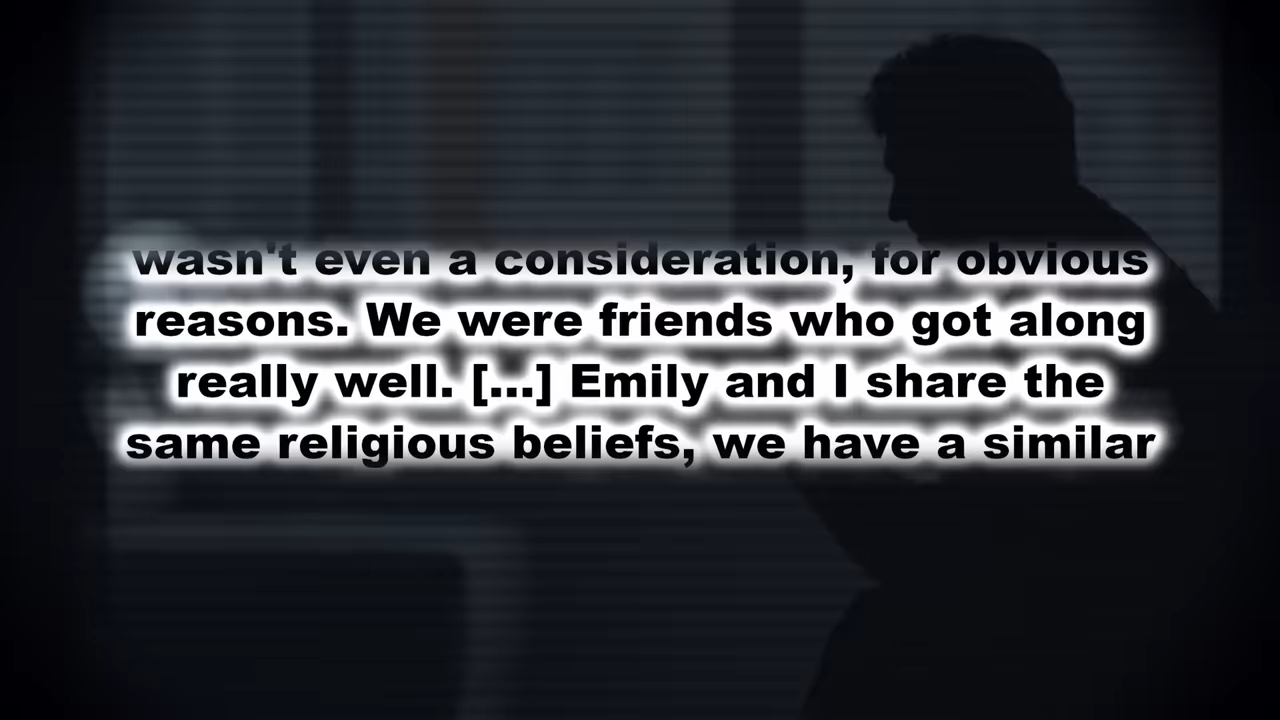 wasn't even a consideration, for obvious
reasons. We were friends who got along
really well. [...] Emily and I share the
same religious beliefs, we have a similar